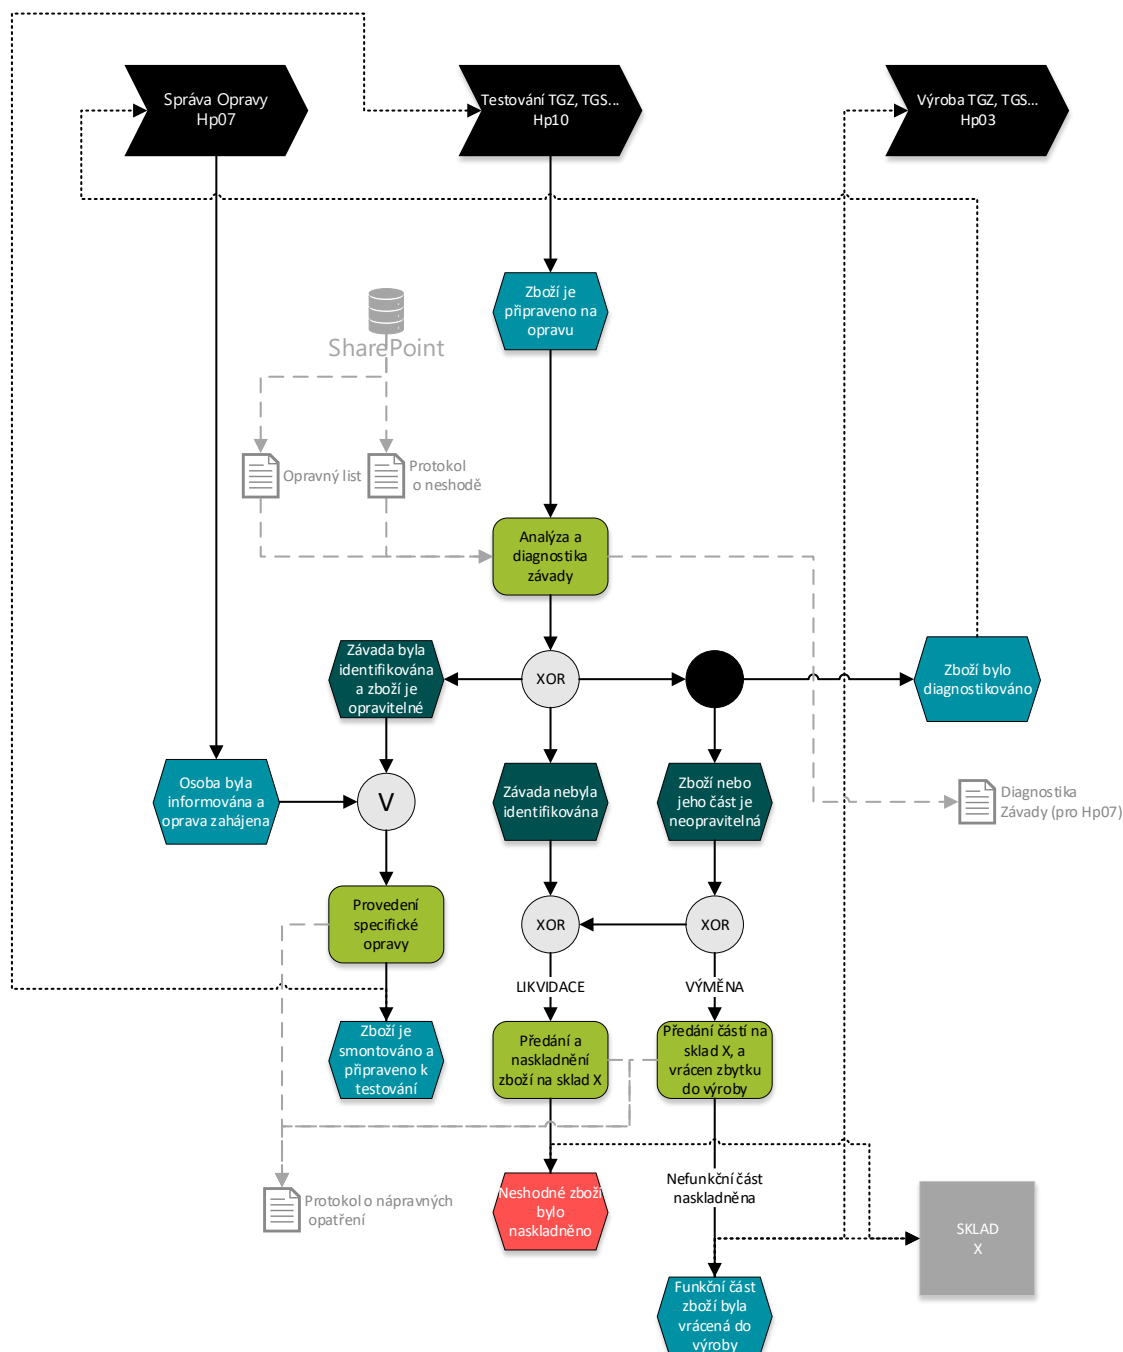 Správa Opravy
Hp07
Testování TGZ, TGS...
Hp10
Výroba TGZ, TGS...
Hp03
Zboží je
připraveno na
opravu
SharePoint
Opravný list
Protokol
o neshodě
Analýza a
diagnostika
závady
Závada byla
identifikována
a zboží je
opravitelné
XOR
Zboží bylo
diagnostikováno
Osoba byla
informována a
oprava zahájena
V
Závada nebyla
identifikována
Zboží nebo
jeho část je
neopravitelná
Diagnostika
Závady (pro Hp07)
Provedení
specifické
opravy
XOR
XOR
LIKVIDACE
VÝMĚNA
Zboží je
smontováno a
připraveno k
testování
Předání a
naskladnění
zboží na sklad X
Předání částí na
sklad X, a
vrácen zbytku
do výroby
Nefunkční část
naskladněna
Protokol o nápravných
opatření
Neshodné zboží
bylo
naskladněno
SKLAD
X
Funkční část
zboží byla
vrácená do
výroby